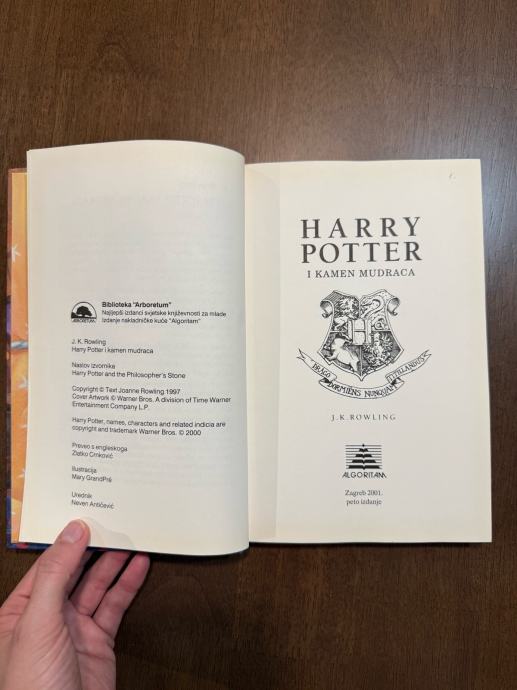 Biblioteka "Arboretum"
Najljepši izdanci svjetske književnosti za mlade
izdanje nakladničke kuće "Algoritam"
ARBORETUM
J. K. Rowling
Harry Potter i kamen mudraca
Naslov izvornika
Harry Potter and the Philosopher's Stone
Copyright © Text Joanne Rowling 1997
Cover Artwork © Warner Bros. A division of Time Warner
Entertainment Company L.P.
Harry Potter, names, characters and related indicia are
copyright and trademark Warner Bros. © 2000
Preveo s engleskoga
Zlatko Crnković
Ilustracija
Mary GrandPré
Urednik
Neven Antičević
HARRY
POTTER
I KAMEN MUDRACA
H
DRACO DORMIENS NUNQUAM TITILLANDUS
J.K. ROWLING
ALGORITAM
Zagreb 2001.
peto izdanje